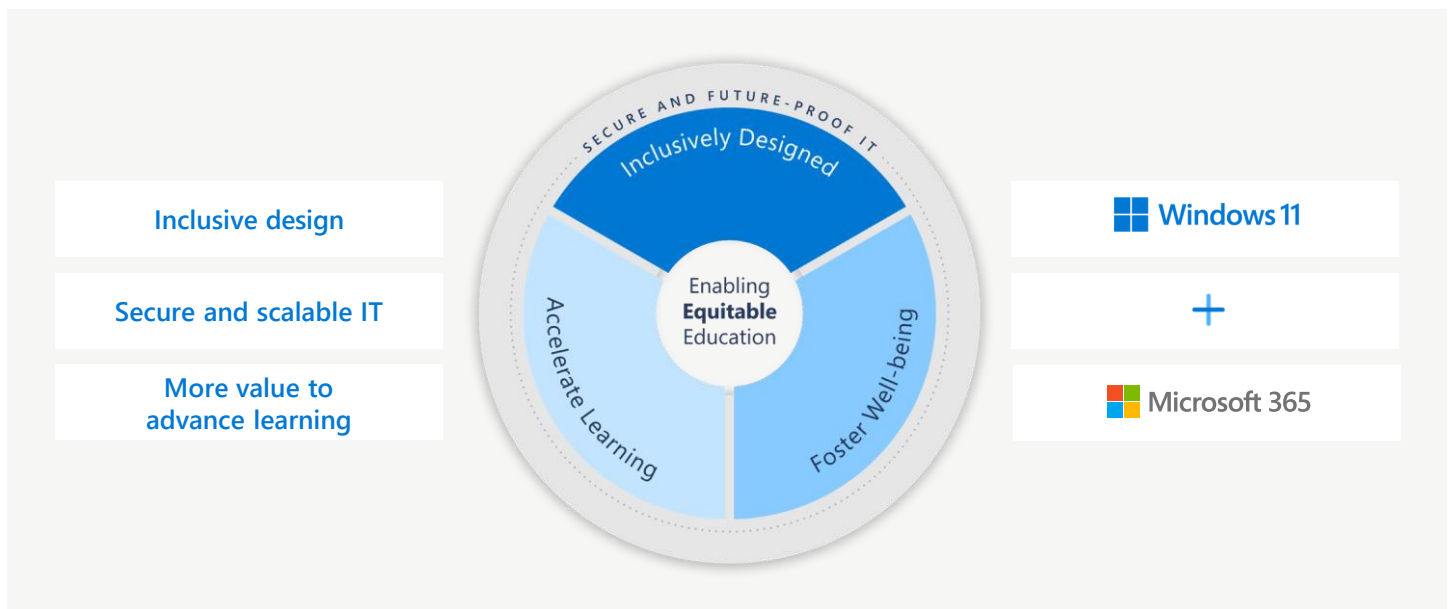 Inclusive design
Secure and scalable IT
More value to
advance learning
SECURE AND FUTURE-PROOF IT
Inclusively Designed
Enabling
Equitable
Education
Accelerate Learning
Foster Well-being
Windows 11
+
Microsoft 365